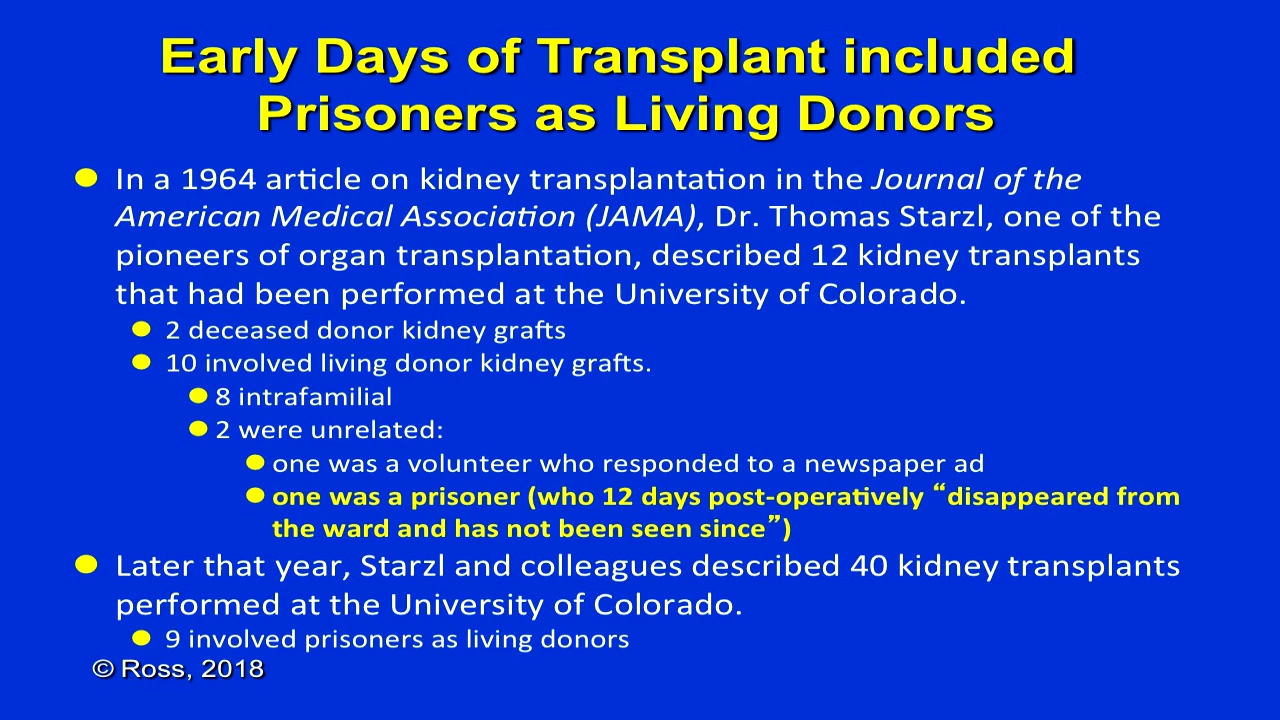 Early Days of Transplant included
Prisoners as Living Donors
In a 1964 article on kidney transplantation in the Journal of the
American Medical Association (JAMA), Dr. Thomas Starzl, one of the
pioneers of organ transplantation, described 12 kidney transplants
that had been performed at the University of Colorado.
2 deceased donor kidney grafts
10 involved living donor kidney grafts.
8 intrafamilial
2 were unrelated:
one was a volunteer who responded to a newspaper ad
one was a prisoner (who 12 days post-operatively “disappeared from
the ward and has not been seen since”)
Later that year, Starzl and colleagues described 40 kidney transplants
performed at the University of Colorado.
9 involved prisoners as living donors
© Ross, 2018